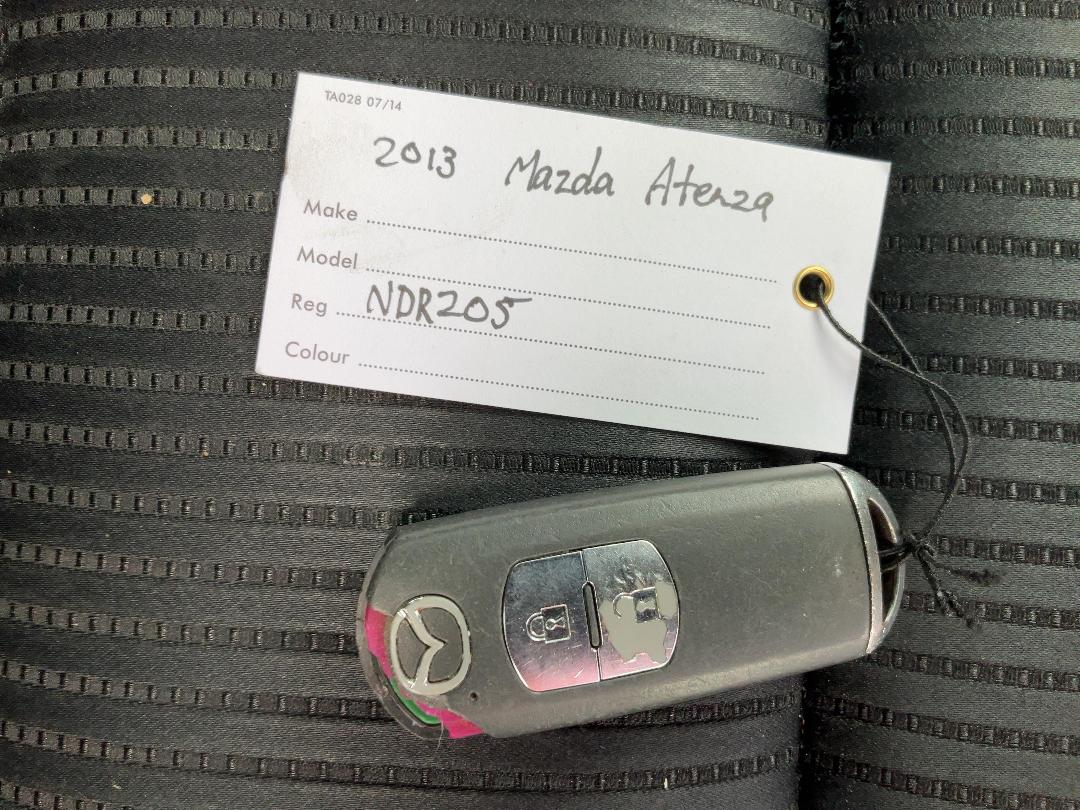 TA028 07/14
2013 Mazda Atenza
Make
Model
Reg NDR205
Colour